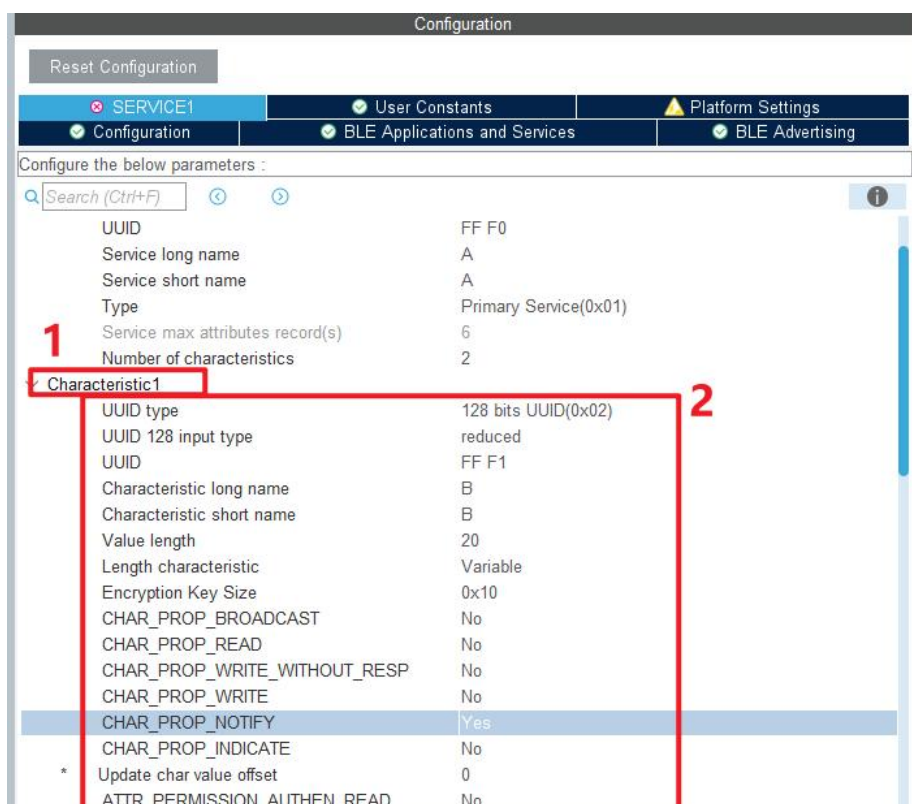 Configuration
Reset Configuration
SERVICE1 User Constants Platform Settings
Configuration BLE Applications and Services BLE Advertising
Configure the below parameters :
Search (Ctrl+F)
UUID FF F0
Service long name A
Service short name A
Type Primary Service(0x01)
Service max attributes record(s) 6
1
Number of characteristics 2
Characteristic1
2
UUID type 128 bits UUID(0x02)
UUID 128 input type reduced
UUID FF F1
Characteristic long name B
Characteristic short name B
Value length 20
Length characteristic Variable
Encryption Key Size 0x10
CHAR_PROP_BROADCAST No
CHAR_PROP_READ No
CHAR_PROP_WRITE_WITHOUT_RESP No
CHAR_PROP_WRITE No
CHAR_PROP_NOTIFY Yes
CHAR_PROP_INDICATE No
* Update char value offset 0
ATTR_PERMISSION_AUTHEN_READ No